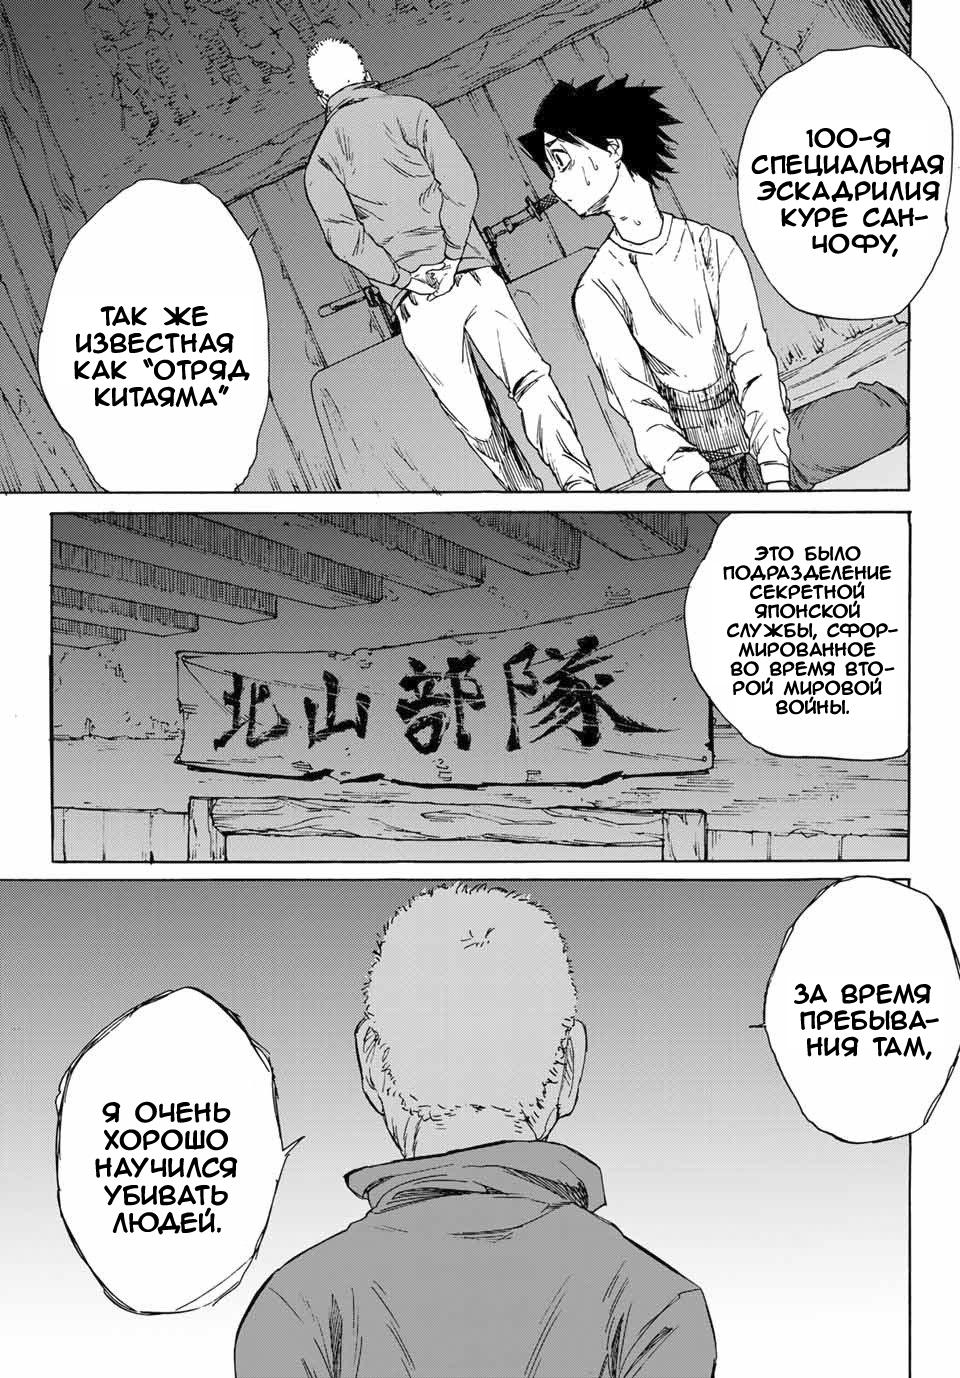 100-Я
СПЕЦИАЛЬНАЯ
ЭСКАДРИЛИЯ
КУРЕ САН-
ЧОФУ,
ТАК ЖЕ
ИЗВЕСТНАЯ
КАК "ОТРЯД
КИТАЯМА"
ЭТО БЫЛО
ПОДРАЗДЕЛЕНИЕ
СЕКРЕТНОЙ
ЯПОНСКОЙ
СЛУЖБЫ, СФОР-
МИРОВАННОЕ
ВО ВРЕМЯ ВТО-
РОЙ МИРОВОЙ
ВОЙНЫ.
北山部隊
ЗА ВРЕМЯ
ПРЕБЫВА-
НИЯ ТАМ,
Я ОЧЕНЬ
ХОРОШО
НАУЧИЛСЯ
УБИВАТЬ
ЛЮДЕЙ.